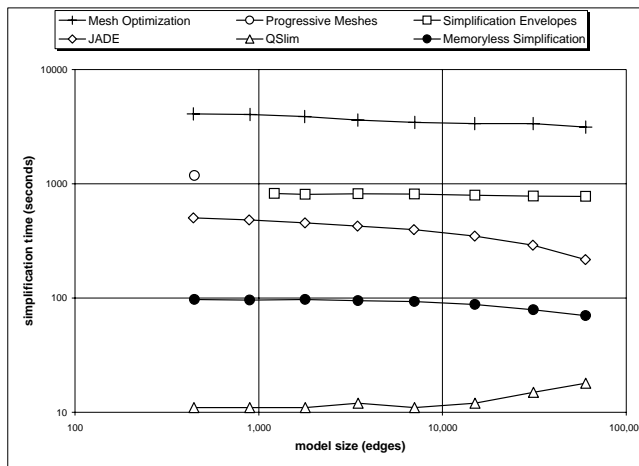 Mesh Optimization Progressive Meshes Simplification Envelopes
JADE QSlim Memoryless Simplification
10000
1000
100
10
simplification time (seconds)
100 1,000 10,000 100,00
model size (edges)